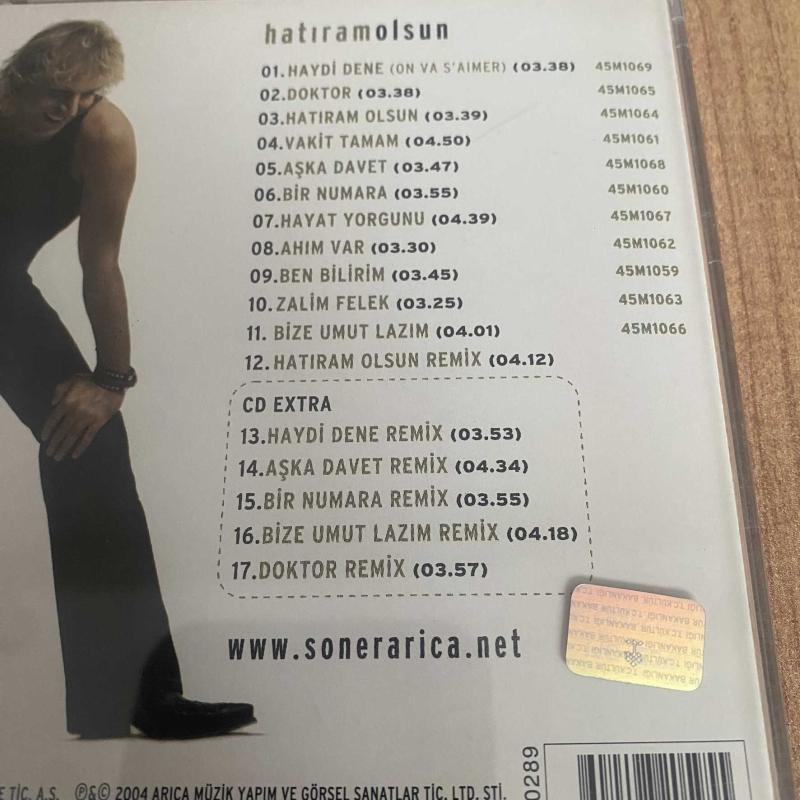 hatıramolsun
01.HAYDİ DENE (ON VA S'AIMER) (03.38) 45M1069
02.DOKTOR (03.38) 45M1065
03.HATIRAM OLSUN (03.39) 45M1064
04.VAKİT TAMAM (04.50) 45M1061
05.AŞKA DAVET (03.47) 45M1068
06.BİR NUMARA (03.55) 45M1060
07.HAYAT YORGUNU (04.39) 45M1067
08.AHIM VAR (03.30) 45M1062
09.BEN BİLİRİM (03.45) 45M1059
10.ZALİM FELEK (03.25) 45M1063
11. BİZE UMUT LAZIM (04.01) 45M1066
12.HATIRAM OLSUN REMIX (04.12)
CD EXTRA
13.HAYDİ DENE REMİX (03.53)
14.AŞKA DAVET REMİX (04.34)
15.BİR NUMARA REMİX (03.55)
16.BİZE UMUT LAZIM REMİX (04.18)
17.DOKTOR REMİX (03.57)
www.sonerarica.net
TİC. A.S. ℗&© 2004 ARICA MÜZİK YAPIM VE GÖRSEL SANATLAR TİC. LTD. STİ.
0289